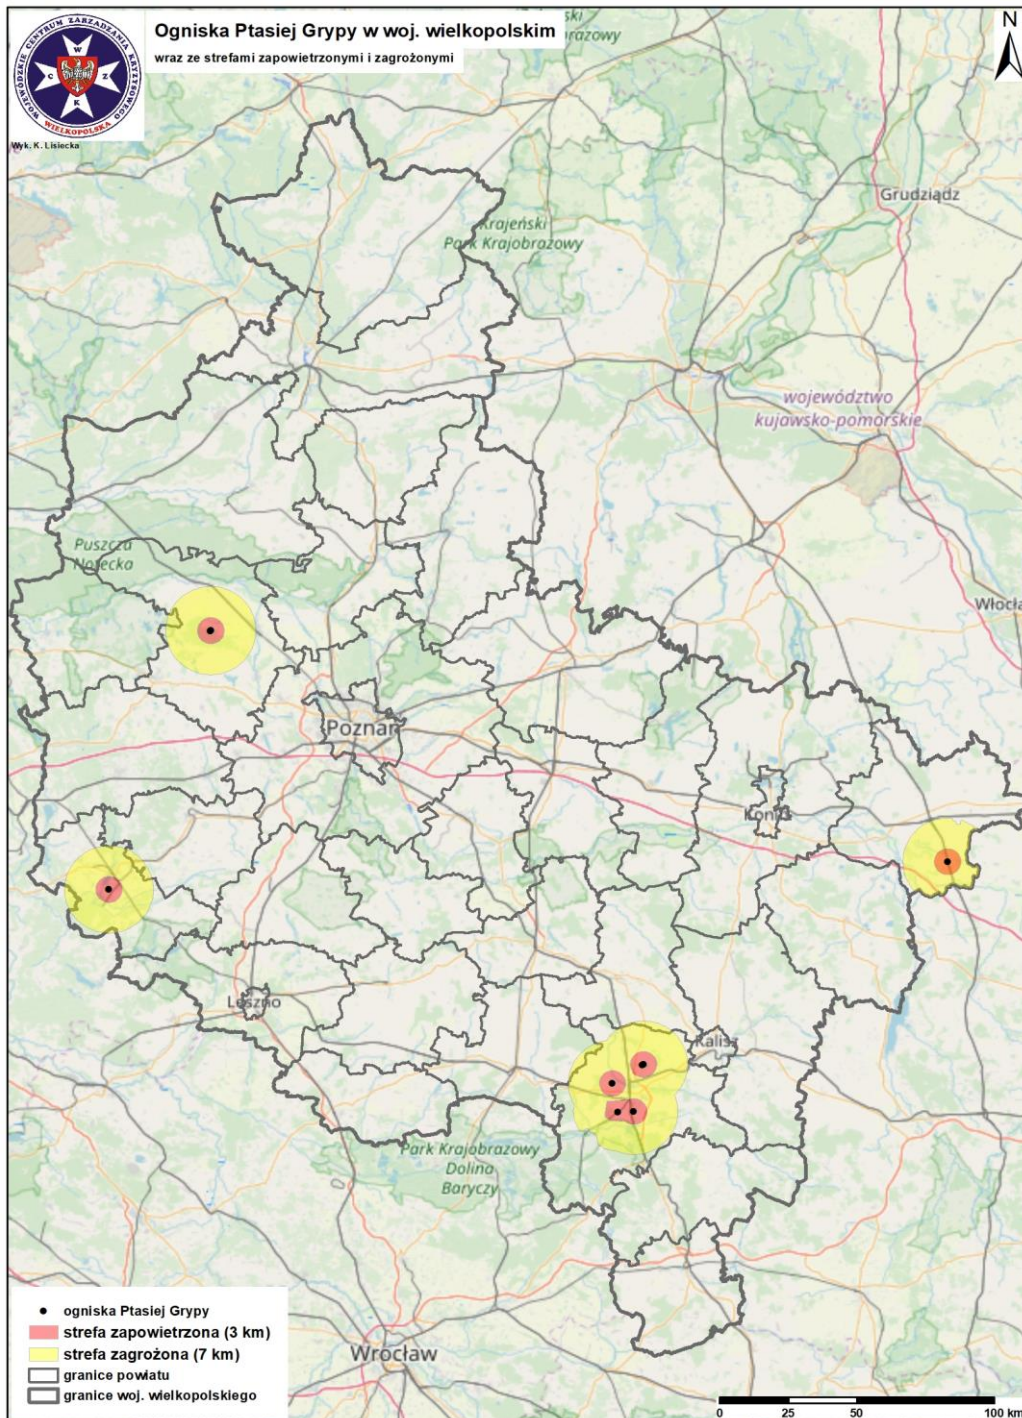 Ogniska Ptasiej Grypy w woj. wielkopolskim
wraz ze strefami zapowietrzonymi i zagrożonymi
WOJEWÓDZKIE CENTRUM ZARZĄDZANIA KRYZYSOWEGO
WIELKOPOLSKA
W
C
Z
K
Wyk. K. Lisiecka
N
Grudziądz
Krajeński
Park Krajobrazowy
województwo
kujawsko-pomorskie
Puszcza
Notecka
Włocła
Poznań
Konin
Leszno
Kalisz
Park Krajobrazowy
Dolina
Baryczy
Wrocław
ogniska Ptasiej Grypy
strefa zapowietrzona (3 km)
strefa zagrożona (7 km)
granice powiatu
granice woj. wielkopolskiego
0 25 50 100 km